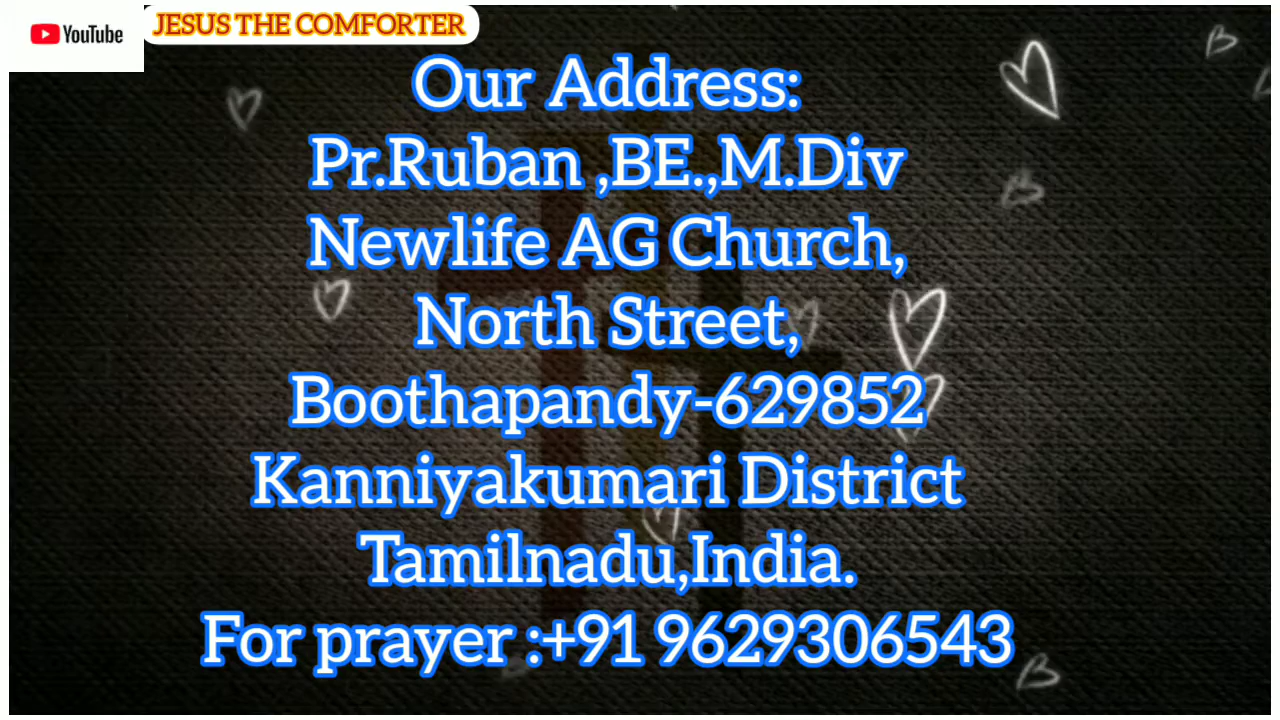 YouTube
JESUS THE COMFORTER
Our Address:
Pr.Ruban ,BE.,M.Div
Newlife AG Church,
North Street,
Boothapandy-629852
Kanniyakumari District
Tamilnadu,India.
For prayer :+91 9629306543